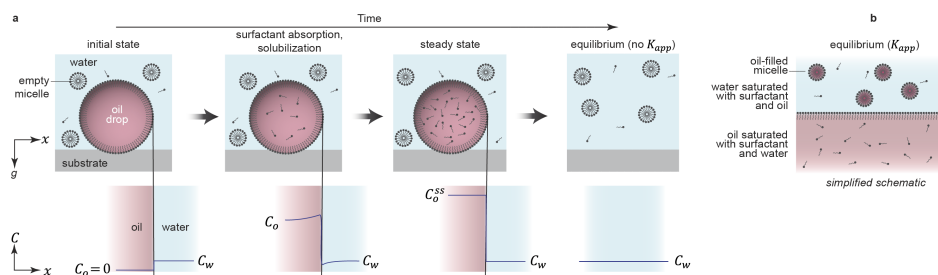 a
Time
b
initial state
surfactant absorption,
solubilization
steady state
equilibrium (no K_app)
equilibrium (K_app)
water
empty
micelle
oil
drop
substrate
x
g
oil-filled
micelle
water saturated
with surfactant
and oil
oil saturated
with surfactant
and water
simplified schematic
oil
water
C
x
C_o = 0
C_w
C_o
C_w
C_o^ss
C_w
C_w